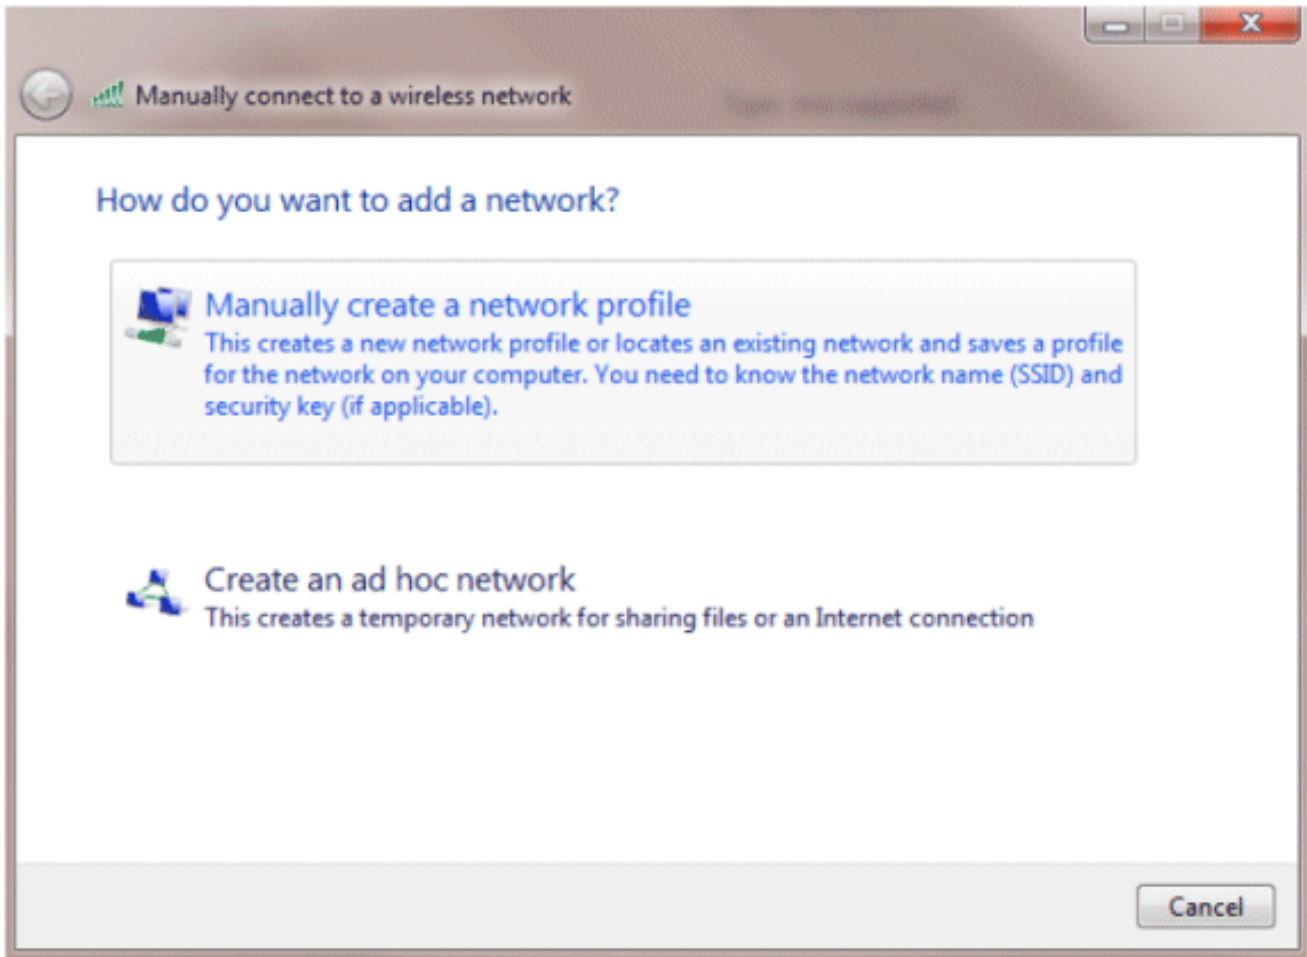 Manually connect to a wireless network
How do you want to add a network?
Manually create a network profile
This creates a new network profile or locates an existing network and saves a profile
for the network on your computer. You need to know the network name (SSID) and
security key (if applicable).
Create an ad hoc network
This creates a temporary network for sharing files or an Internet connection
Cancel